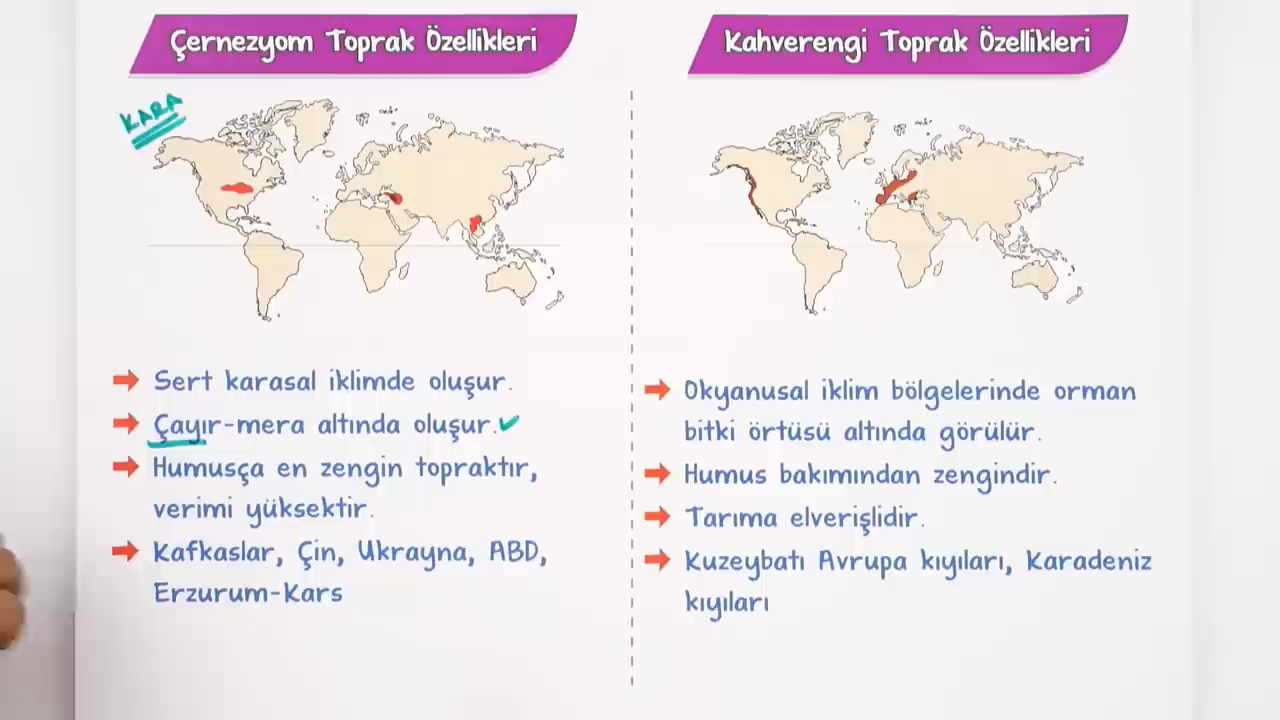 Çernezyom Toprak Özellikleri
KARA
Sert karasal iklimde oluşur.
Çayır-mera altında oluşur.
Humusça en zengin topraktır,
verimi yüksektir.
Kafkaslar, Çin, Ukrayna, ABD,
Erzurum-Kars
Kahverengi Toprak Özellikleri
Okyanusal iklim bölgelerinde orman
bitki örtüsü altında görülür.
Humus bakımından zengindir.
Tarıma elverişlidir.
Kuzeybatı Avrupa kıyıları, Karadeniz
kıyıları